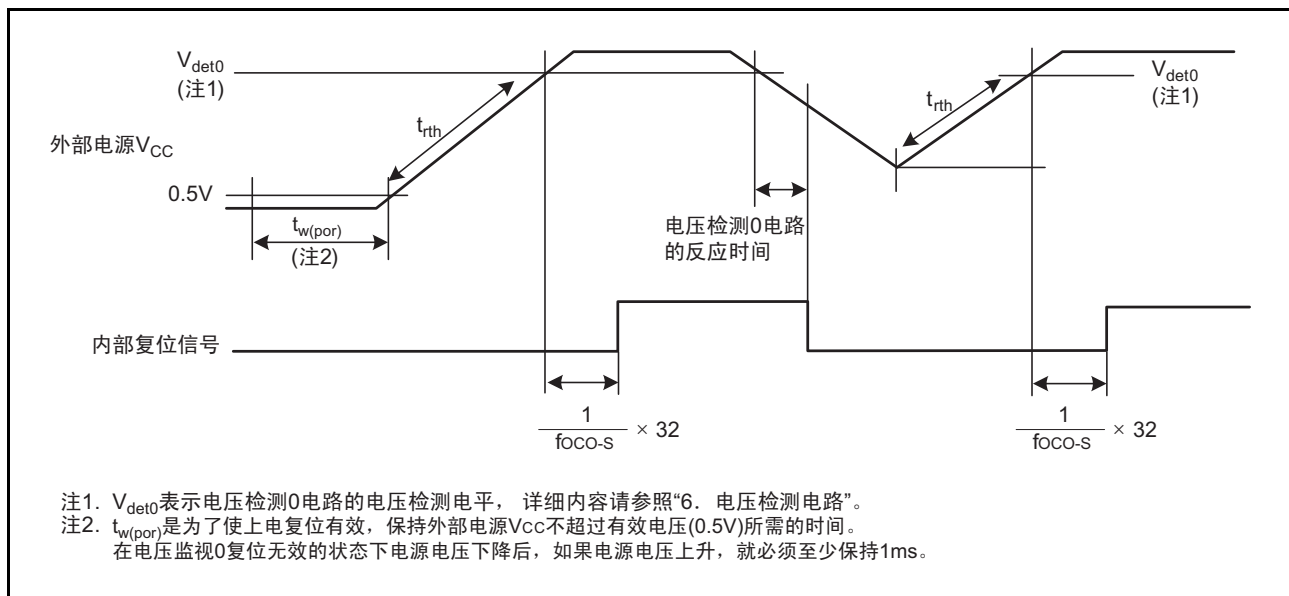 Vdet0
(注1)
trth
外部电源VCC
0.5V
tw(por)
(注2)
电压检测0电路
的反应时间
trth
Vdet0
(注1)
内部复位信号
1
fOCO-S
× 32
1
fOCO-S
× 32
注1. Vdet0表示电压检测0电路的电压检测电平， 详细内容请参照“6. 电压检测电路”。
注2. tw(por)是为了使上电复位有效，保持外部电源VCC不超过有效电压(0.5V)所需的时间。
在电压监视0复位无效的状态下电源电压下降后，如果电源电压上升，就必须至少保持1ms。